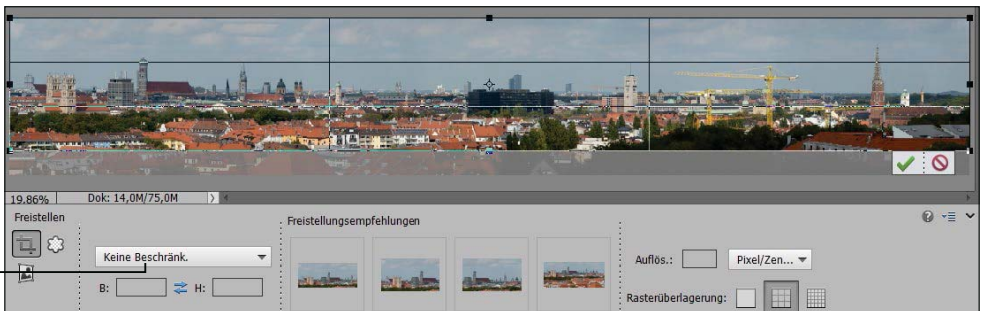 19.86% Dok: 14,0M/75,0M
Freistellen
Freistellungsempfehlungen
Keine Beschränk.
Auflös.: Pixel/Zen...
B: H:
Rasterüberlagerung: